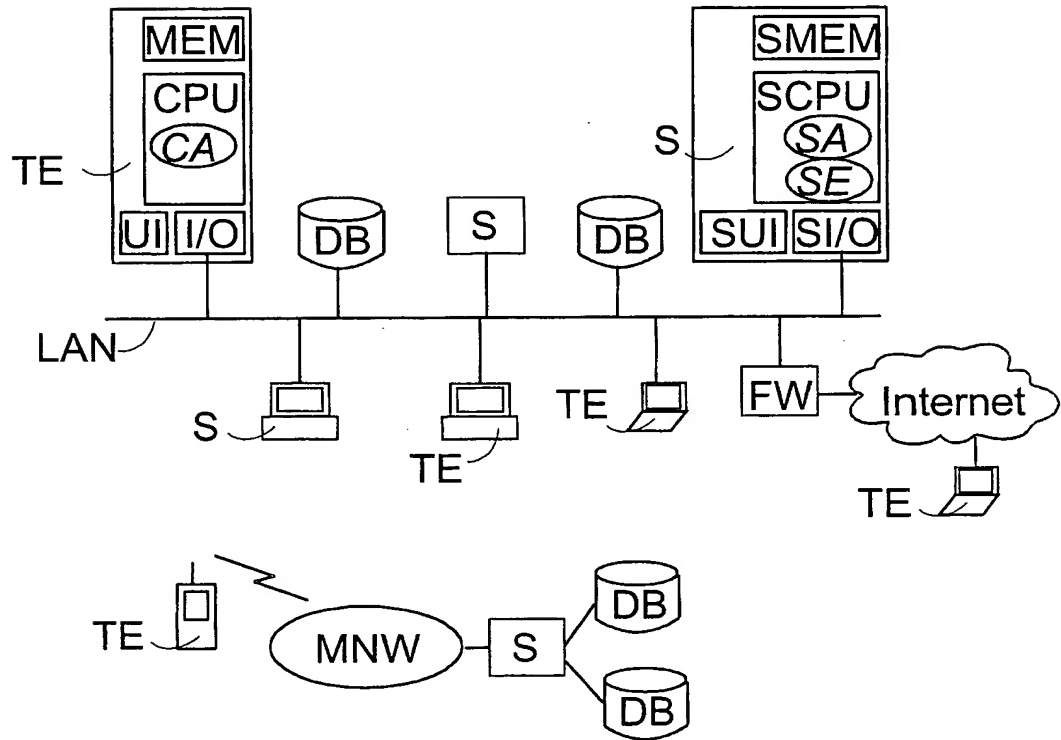 MEM
CPU
CA
TE
UI
I/O
DB
S
DB
SMEM
SCPU
SA
SE
S
SUI
SI/O
LAN
S
TE
TE
FW
Internet
TE
TE
MNW
S
DB
DB